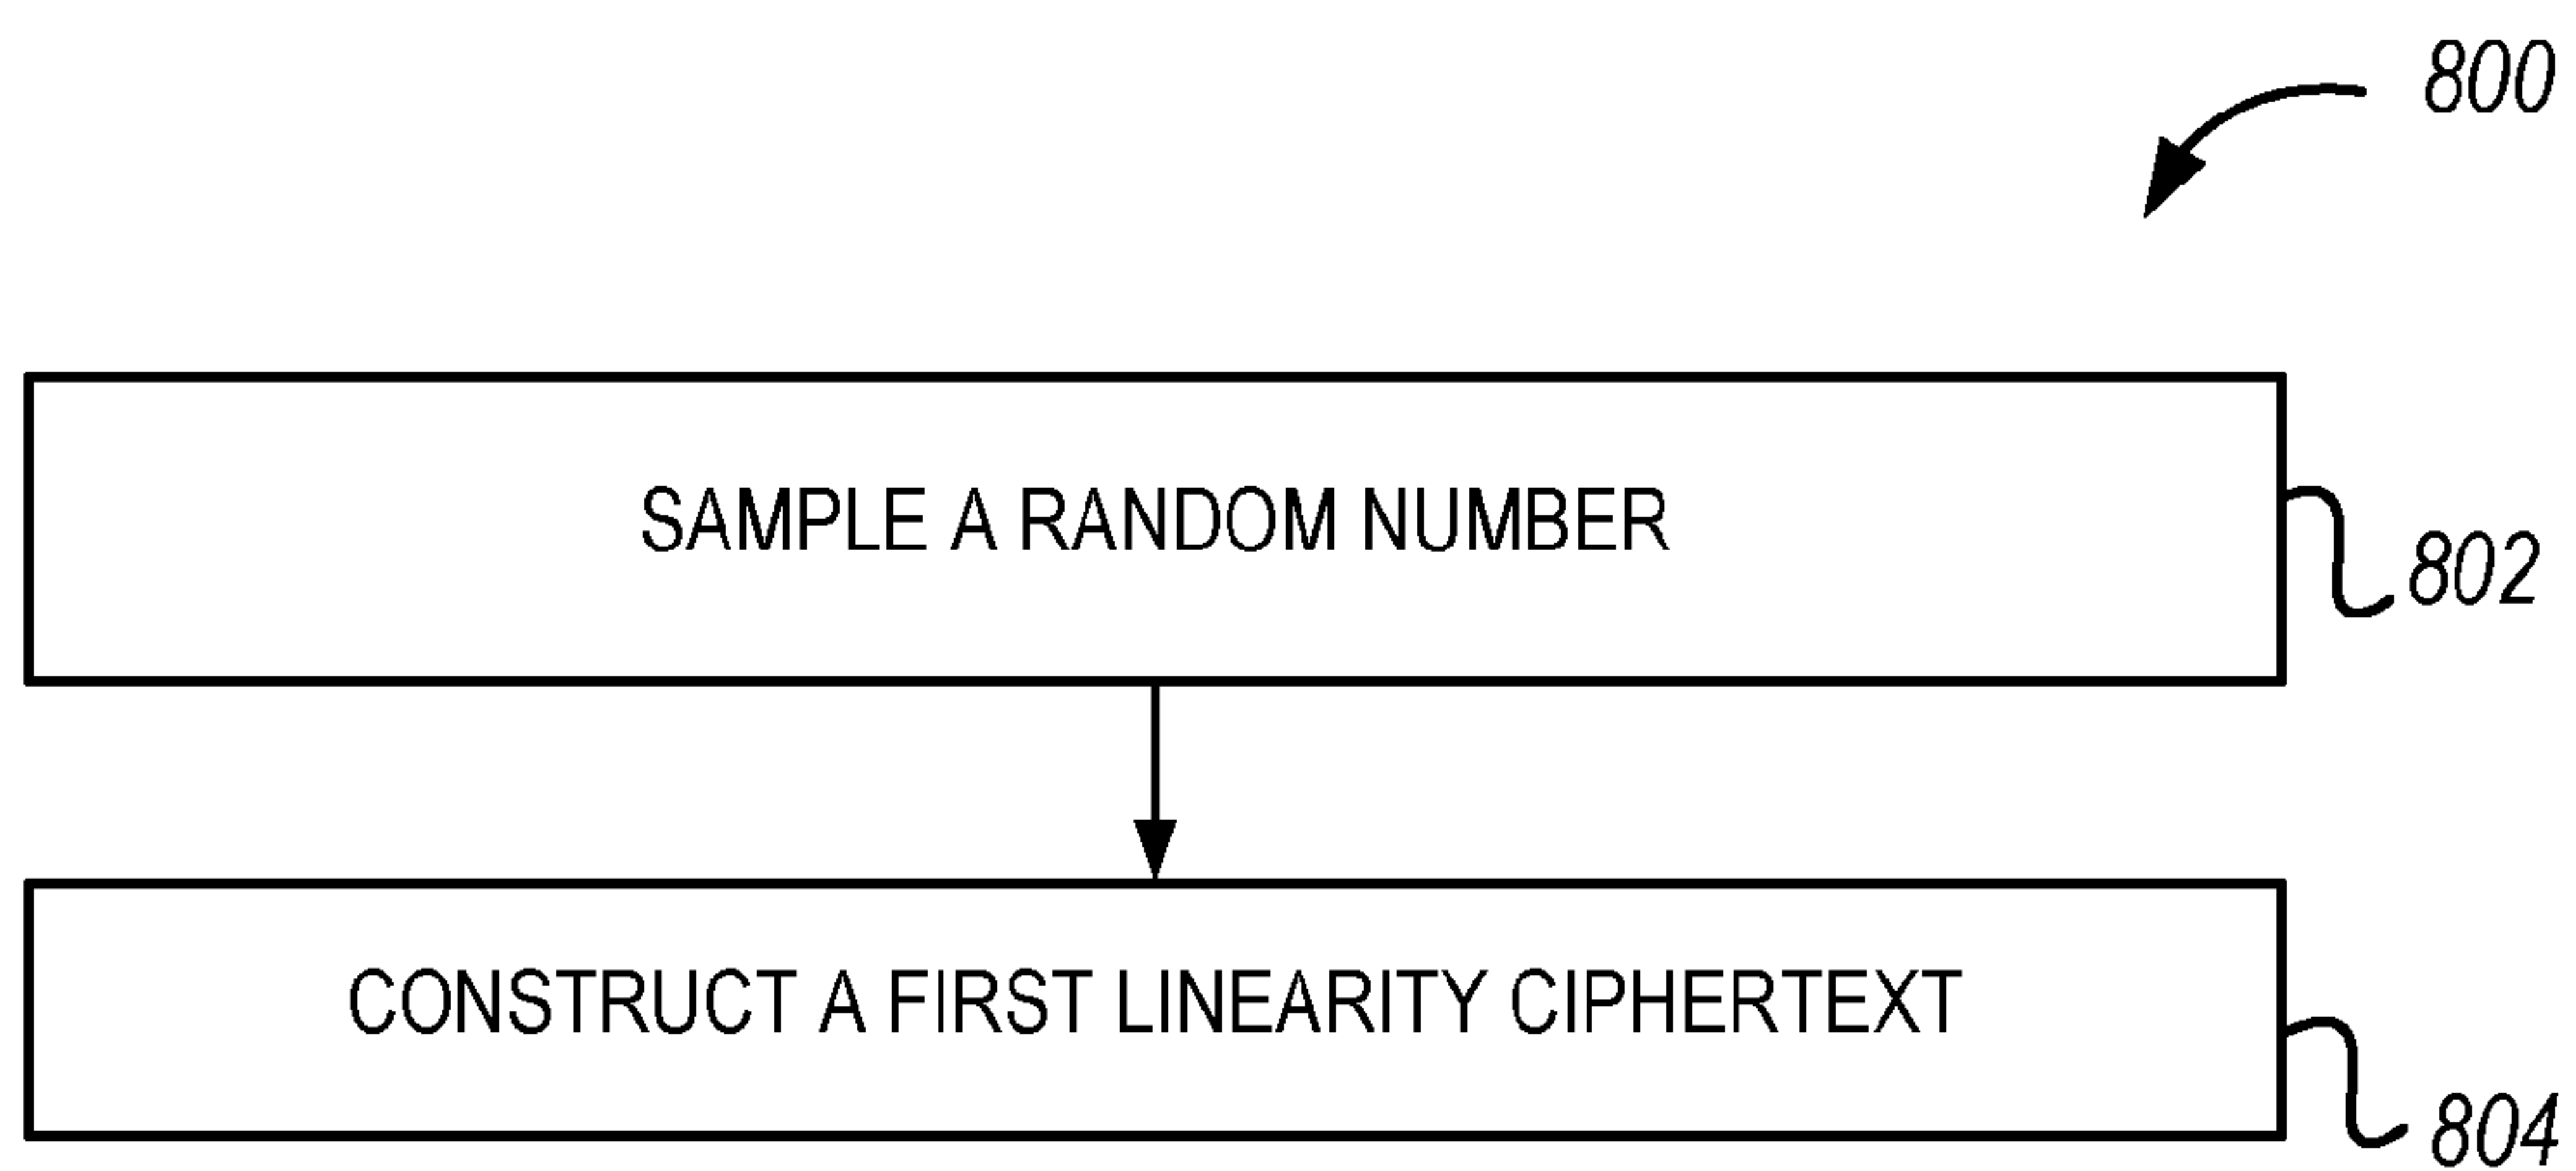 800
SAMPLE A RANDOM NUMBER
802
CONSTRUCT A FIRST LINEARITY CIPHERTEXT
804